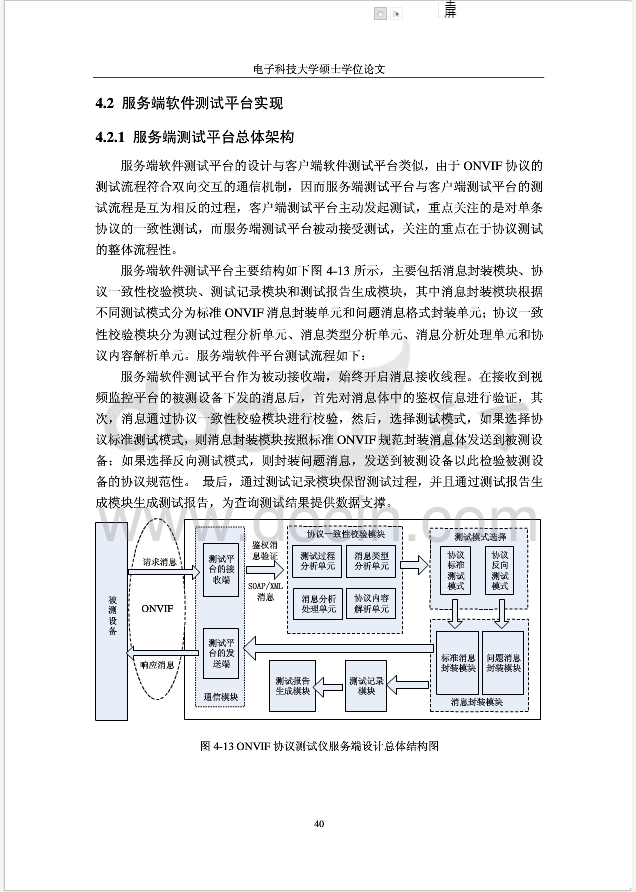 全屏
电子科技大学硕士学位论文
4.2 服务端软件测试平台实现
4.2.1 服务端测试平台总体架构
服务端软件测试平台的设计与客户端软件测试平台类似，由于 ONVIF 协议的
测试流程符合双向交互的通信机制，因而服务端测试平台与客户端测试平台的测
试流程是互为相反的过程，客户端测试平台主动发起测试，重点关注的是对单条
协议的一致性测试，而服务端测试平台被动接受测试，关注的重点在于协议测试
的整体流程性。
服务端软件测试平台主要结构如下图 4-13 所示，主要包括消息封装模块、协
议一致性校验模块、测试记录模块和测试报告生成模块，其中消息封装模块根据
不同测试模式分为标准 ONVIF 消息封装单元和问题消息格式封装单元；协议一致
性校验模块分为测试过程分析单元、消息类型分析单元、消息分析处理单元和协
议内容解析单元。服务端软件平台测试流程如下：
服务端软件测试平台作为被动接收端，始终开启消息接收线程。在接收到视
频监控平台的被测设备下发的消息后，首先对消息体中的鉴权信息进行验证，其
次，消息通过协议一致性校验模块进行校验，然后，选择测试模式，如果选择协
议标准测试模式，则消息封装模块按照标准 ONVIF 规范封装消息体发送到被测设
备；如果选择反向测试模式，则封装问题消息，发送到被测设备以此检验被测设
备的协议规范性。 最后，通过测试记录模块保留测试过程，并且通过测试报告生
成模块生成测试报告，为查询测试结果提供数据支撑。
被测设备
请求消息
ONVIF
响应消息
测试平
台的接
收端
测试平
台的发
送端
通信模块
鉴权消
息验证
SOAP/XML
消息
协议一致性校验模块
测试过程
分析单元
消息类型
分析单元
消息分析
处理单元
协议内容
解析单元
测试模式选择
协议
标准
测试
模式
协议
反向
测试
模式
标准消息
封装模块
问题消息
封装模块
消息封装模块
测试记录
模块
测试报告
生成模块
图 4-13 ONVIF 协议测试仪服务端设计总体结构图
40
www.docin.com